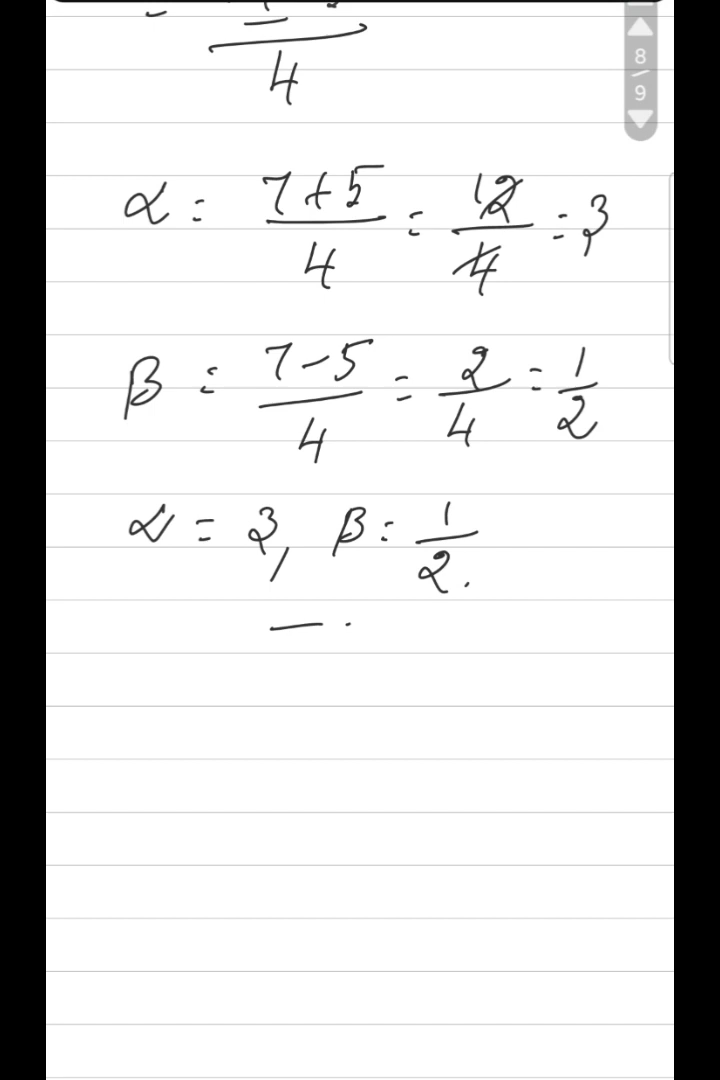 4
8/9
α = (7+5)/4 = 12/4 = 3
β = (7-5)/4 = 2/4 = 1/2
α = 3, β = 1/2.